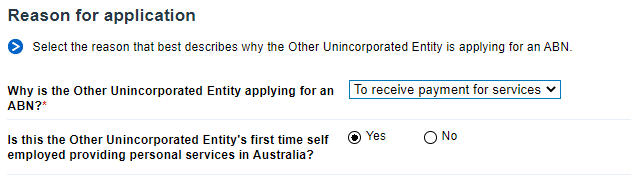 Reason for application
Select the reason that best describes why the Other Unincorporated Entity is applying for an ABN.
Why is the Other Unincorporated Entity applying for an To receive payment for services
ABN?*
Is this the Other Unincorporated Entity's first time self Yes No
employed providing personal services in Australia?